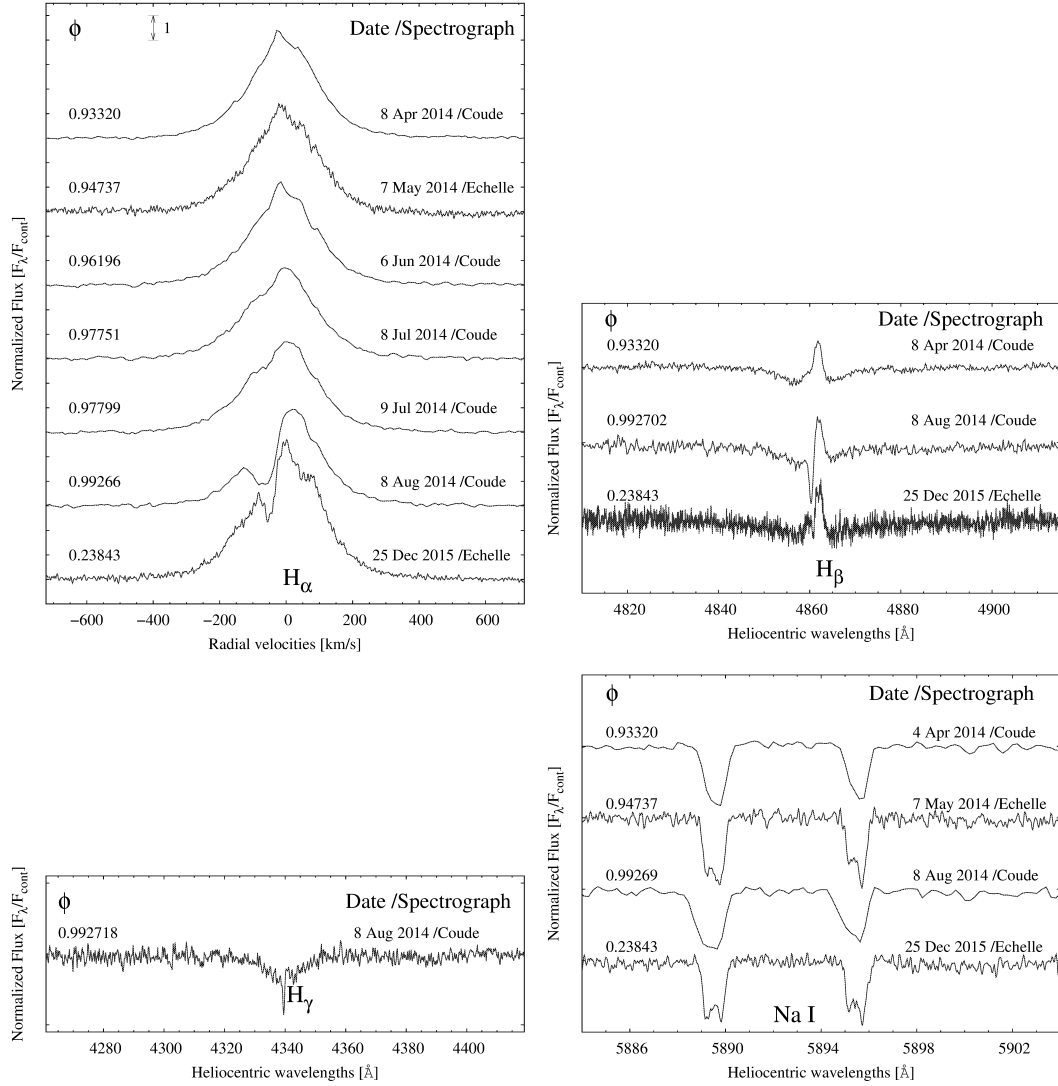 ϕ 1 Date /Spectrograph
0.93320 8 Apr 2014 /Coude
0.94737 7 May 2014 /Echelle
0.96196 6 Jun 2014 /Coude
0.97751 8 Jul 2014 /Coude
0.97799 9 Jul 2014 /Coude
0.99266 8 Aug 2014 /Coude
0.23843 25 Dec 2015 /Echelle
Hα
−600 −400 −200 0 200 400 600
Radial velocities [km/s]
Normalized Flux [Fλ/Fcont]
ϕ Date /Spectrograph
0.93320 8 Apr 2014 /Coude
0.992702 8 Aug 2014 /Coude
0.23843 25 Dec 2015 /Echelle
Hβ
4820 4840 4860 4880 4900
Heliocentric wavelengths [Å]
Normalized Flux [Fλ/Fcont]
ϕ Date /Spectrograph
0.992718 8 Aug 2014 /Coude
Hγ
4280 4300 4320 4340 4360 4380 4400
Heliocentric wavelengths [Å]
Normalized Flux [Fλ/Fcont]
ϕ Date /Spectrograph
0.93320 4 Apr 2014 /Coude
0.94737 7 May 2014 /Echelle
0.99269 8 Aug 2014 /Coude
0.23843 25 Dec 2015 /Echelle
Na I
5886 5890 5894 5898 5902
Heliocentric wavelengths [Å]
Normalized Flux [Fλ/Fcont]